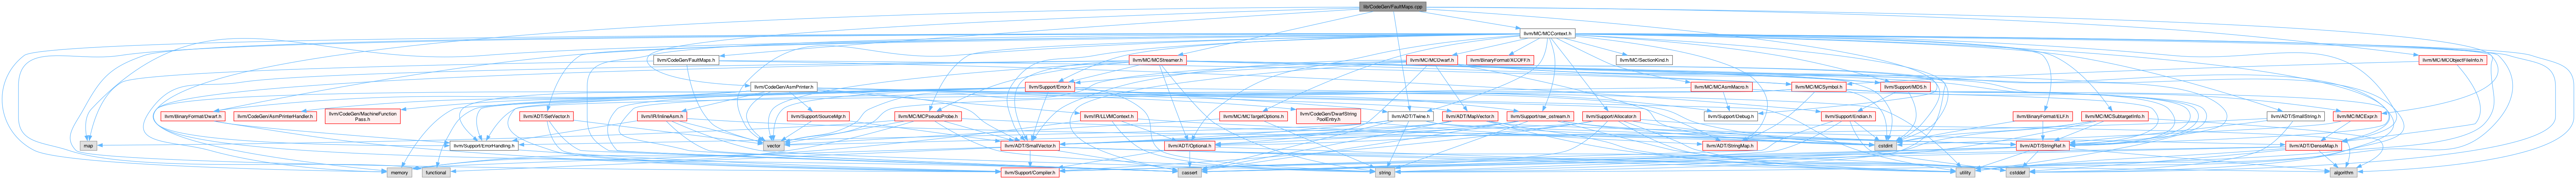 lib/CodeGen/FaultMaps.cpp
llvm/MC/MCContext.h
llvm/CodeGen/FaultMaps.h
llvm/MC/MCStreamer.h
llvm/MC/MCDwarf.h
llvm/BinaryFormat/XCOFF.h
llvm/MC/SectionKind.h
llvm/MC/MCObjectFileInfo.h
llvm/CodeGen/AsmPrinter.h
llvm/Support/Error.h
llvm/MC/MCAsmMacro.h
llvm/MC/MCSymbol.h
llvm/Support/MD5.h
llvm/BinaryFormat/Dwarf.h
llvm/CodeGen/AsmPrinterHandler.h
llvm/CodeGen/MachineFunction
Pass.h
llvm/ADT/SetVector.h
llvm/IR/InlineAsm.h
llvm/Support/SourceMgr.h
llvm/MC/MCPseudoProbe.h
llvm/IR/LLVMContext.h
llvm/MC/MCTargetOptions.h
llvm/CodeGen/DwarfString
PoolEntry.h
llvm/ADT/Twine.h
llvm/ADT/MapVector.h
llvm/Support/raw_ostream.h
llvm/Support/Allocator.h
llvm/Support/Debug.h
llvm/Support/Endian.h
llvm/BinaryFormat/ELF.h
llvm/MC/MCSubtargetInfo.h
llvm/ADT/SmallString.h
llvm/MC/MCExpr.h
map
llvm/Support/ErrorHandling.h
vector
llvm/ADT/SmallVector.h
llvm/ADT/Optional.h
llvm/ADT/StringMap.h
cstdint
llvm/ADT/StringRef.h
llvm/ADT/DenseMap.h
memory
functional
llvm/Support/Compiler.h
cassert
string
utility
cstddef
algorithm